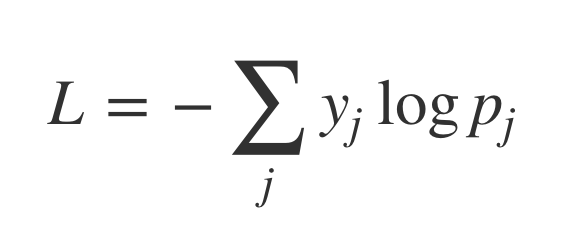 L = − ∑_j y_j log p_j